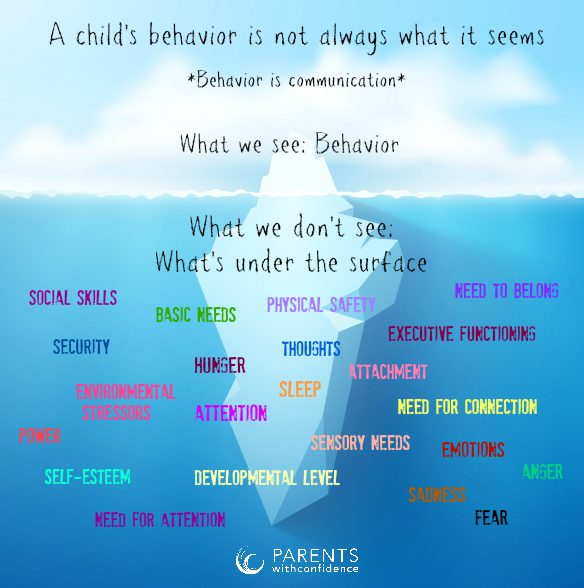 A child's behavior is not always what it seems
*Behavior is communication*
What we see: Behavior
What we don't see:
What's under the surface
SOCIAL SKILLS
BASIC NEEDS
PHYSICAL SAFETY
NEED TO BELONG
SECURITY
HUNGER
THOUGHTS
EXECUTIVE FUNCTIONING
ATTACHMENT
ENVIRONMENTAL
STRESSORS
ATTENTION
SLEEP
NEED FOR CONNECTION
POWER
SENSORY NEEDS
EMOTIONS
SELF-ESTEEM
DEVELOPMENTAL LEVEL
ANGER
SADNESS
NEED FOR ATTENTION
FEAR
PARENTS
withconfidence